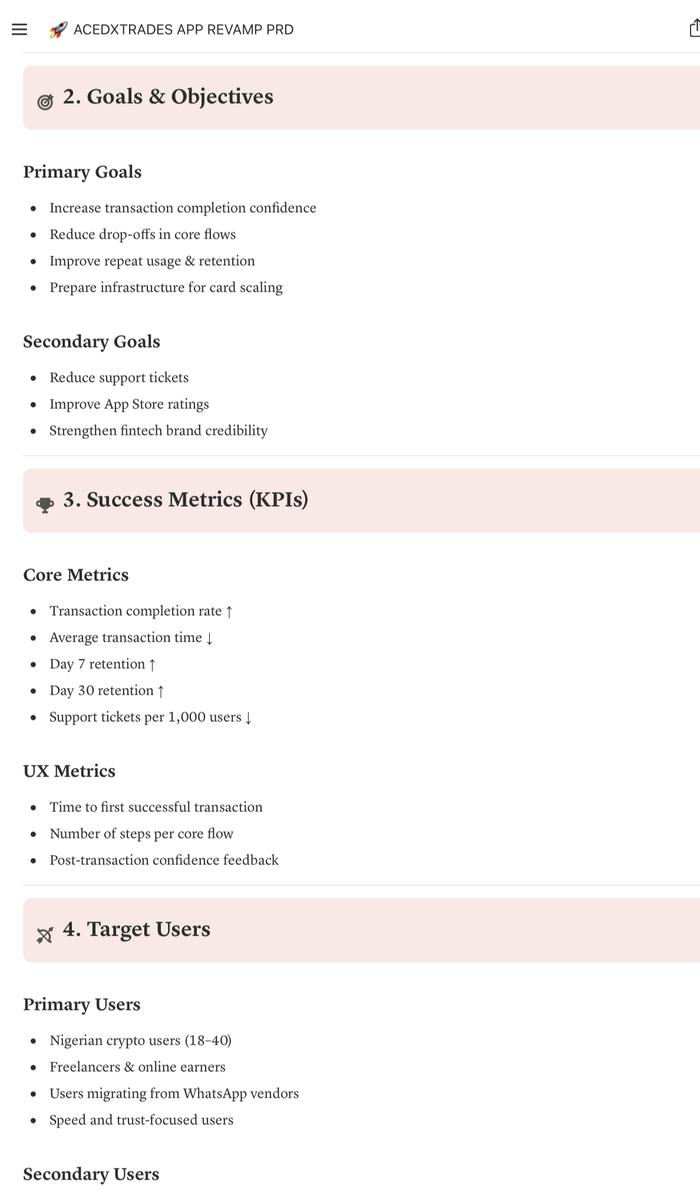 🚀 ACEDXTRADES APP REVAMP PRD
2. Goals & Objectives
Primary Goals
• Increase transaction completion confidence
• Reduce drop-offs in core flows
• Improve repeat usage & retention
• Prepare infrastructure for card scaling
Secondary Goals
• Reduce support tickets
• Improve App Store ratings
• Strengthen fintech brand credibility
3. Success Metrics (KPIs)
Core Metrics
• Transaction completion rate ↑
• Average transaction time ↓
• Day 7 retention ↑
• Day 30 retention ↑
• Support tickets per 1,000 users ↓
UX Metrics
• Time to first successful transaction
• Number of steps per core flow
• Post-transaction confidence feedback
4. Target Users
Primary Users
• Nigerian crypto users (18–40)
• Freelancers & online earners
• Users migrating from WhatsApp vendors
• Speed and trust-focused users
Secondary Users